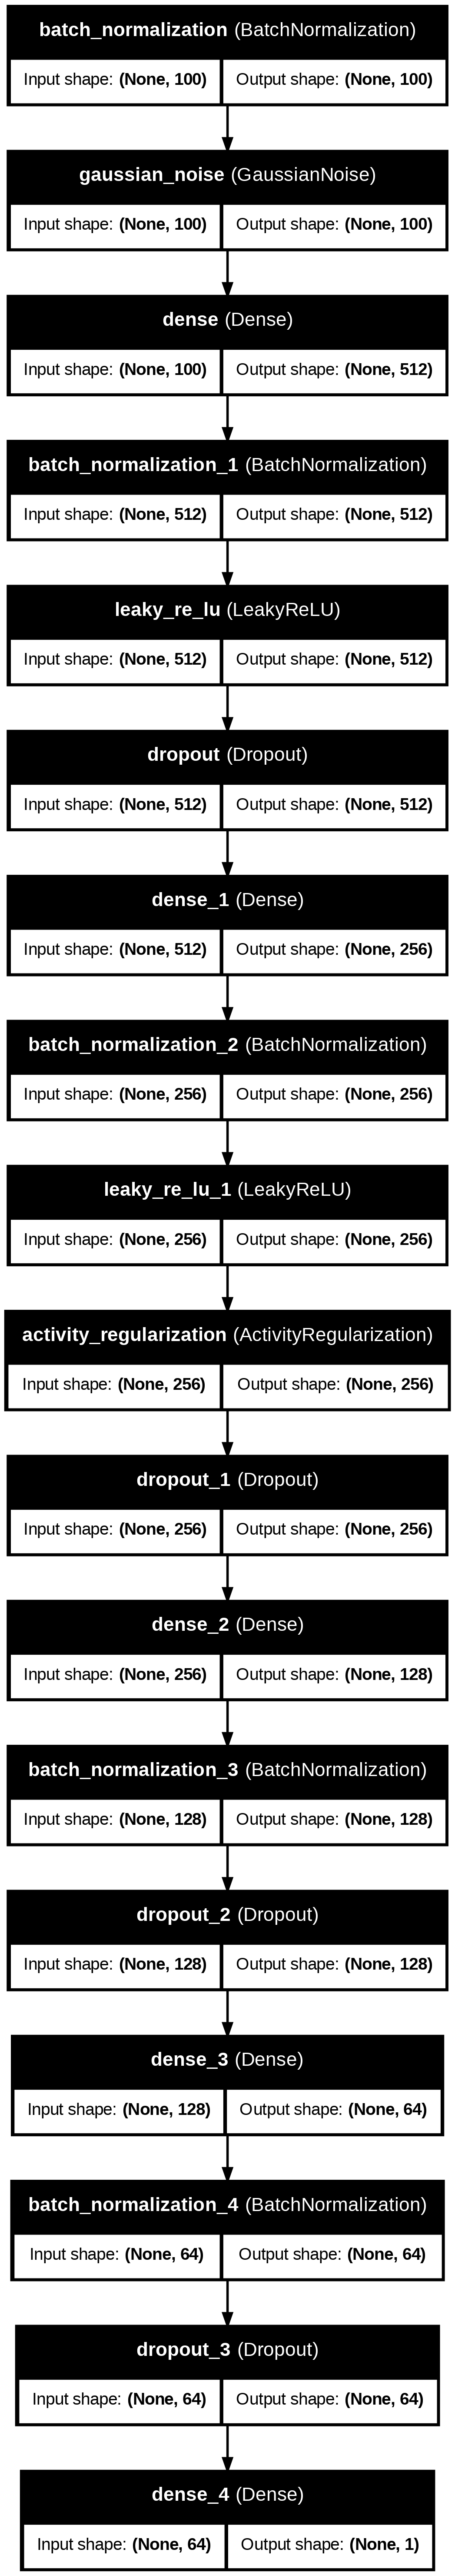 batch_normalization (BatchNormalization)
Input shape: (None, 100) Output shape: (None, 100)
gaussian_noise (GaussianNoise)
Input shape: (None, 100) Output shape: (None, 100)
dense (Dense)
Input shape: (None, 100) Output shape: (None, 512)
batch_normalization_1 (BatchNormalization)
Input shape: (None, 512) Output shape: (None, 512)
leaky_re_lu (LeakyReLU)
Input shape: (None, 512) Output shape: (None, 512)
dropout (Dropout)
Input shape: (None, 512) Output shape: (None, 512)
dense_1 (Dense)
Input shape: (None, 512) Output shape: (None, 256)
batch_normalization_2 (BatchNormalization)
Input shape: (None, 256) Output shape: (None, 256)
leaky_re_lu_1 (LeakyReLU)
Input shape: (None, 256) Output shape: (None, 256)
activity_regularization (ActivityRegularization)
Input shape: (None, 256) Output shape: (None, 256)
dropout_1 (Dropout)
Input shape: (None, 256) Output shape: (None, 256)
dense_2 (Dense)
Input shape: (None, 256) Output shape: (None, 128)
batch_normalization_3 (BatchNormalization)
Input shape: (None, 128) Output shape: (None, 128)
dropout_2 (Dropout)
Input shape: (None, 128) Output shape: (None, 128)
dense_3 (Dense)
Input shape: (None, 128) Output shape: (None, 64)
batch_normalization_4 (BatchNormalization)
Input shape: (None, 64) Output shape: (None, 64)
dropout_3 (Dropout)
Input shape: (None, 64) Output shape: (None, 64)
dense_4 (Dense)
Input shape: (None, 64) Output shape: (None, 1)